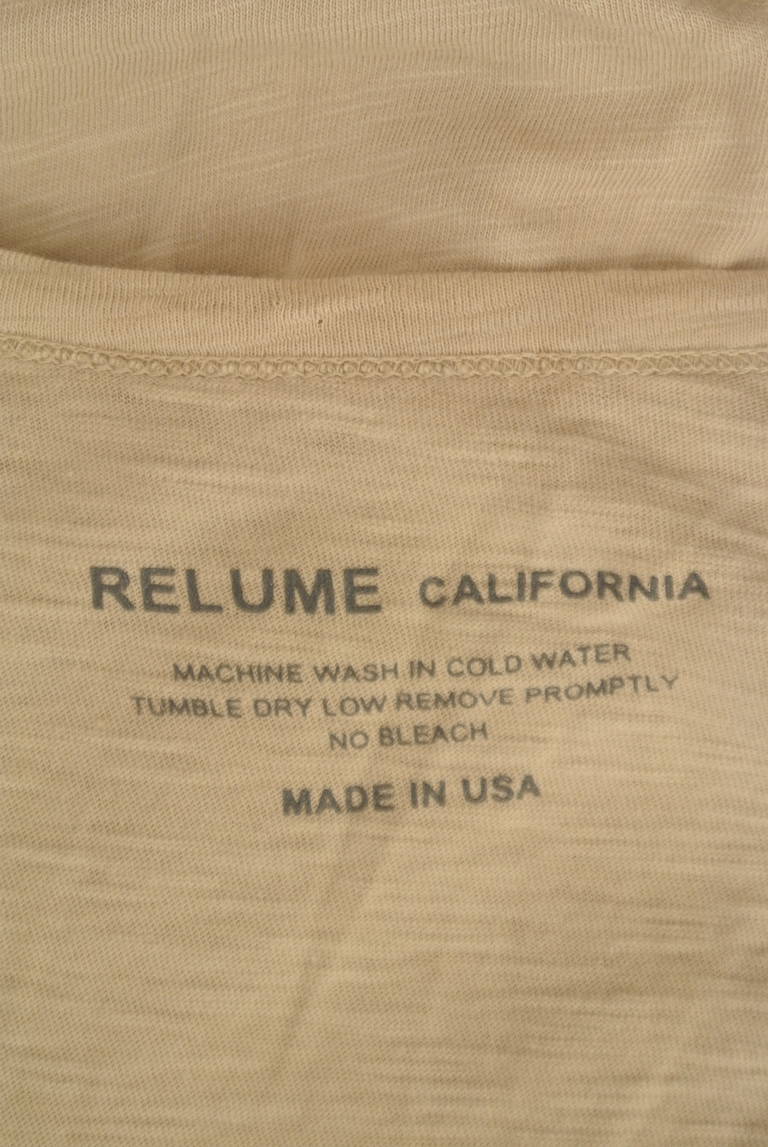 RELUME CALIFORNIA
MACHINE WASH IN COLD WATER
TUMBLE DRY LOW REMOVE PROMPTLY
NO BLEACH
MADE IN USA